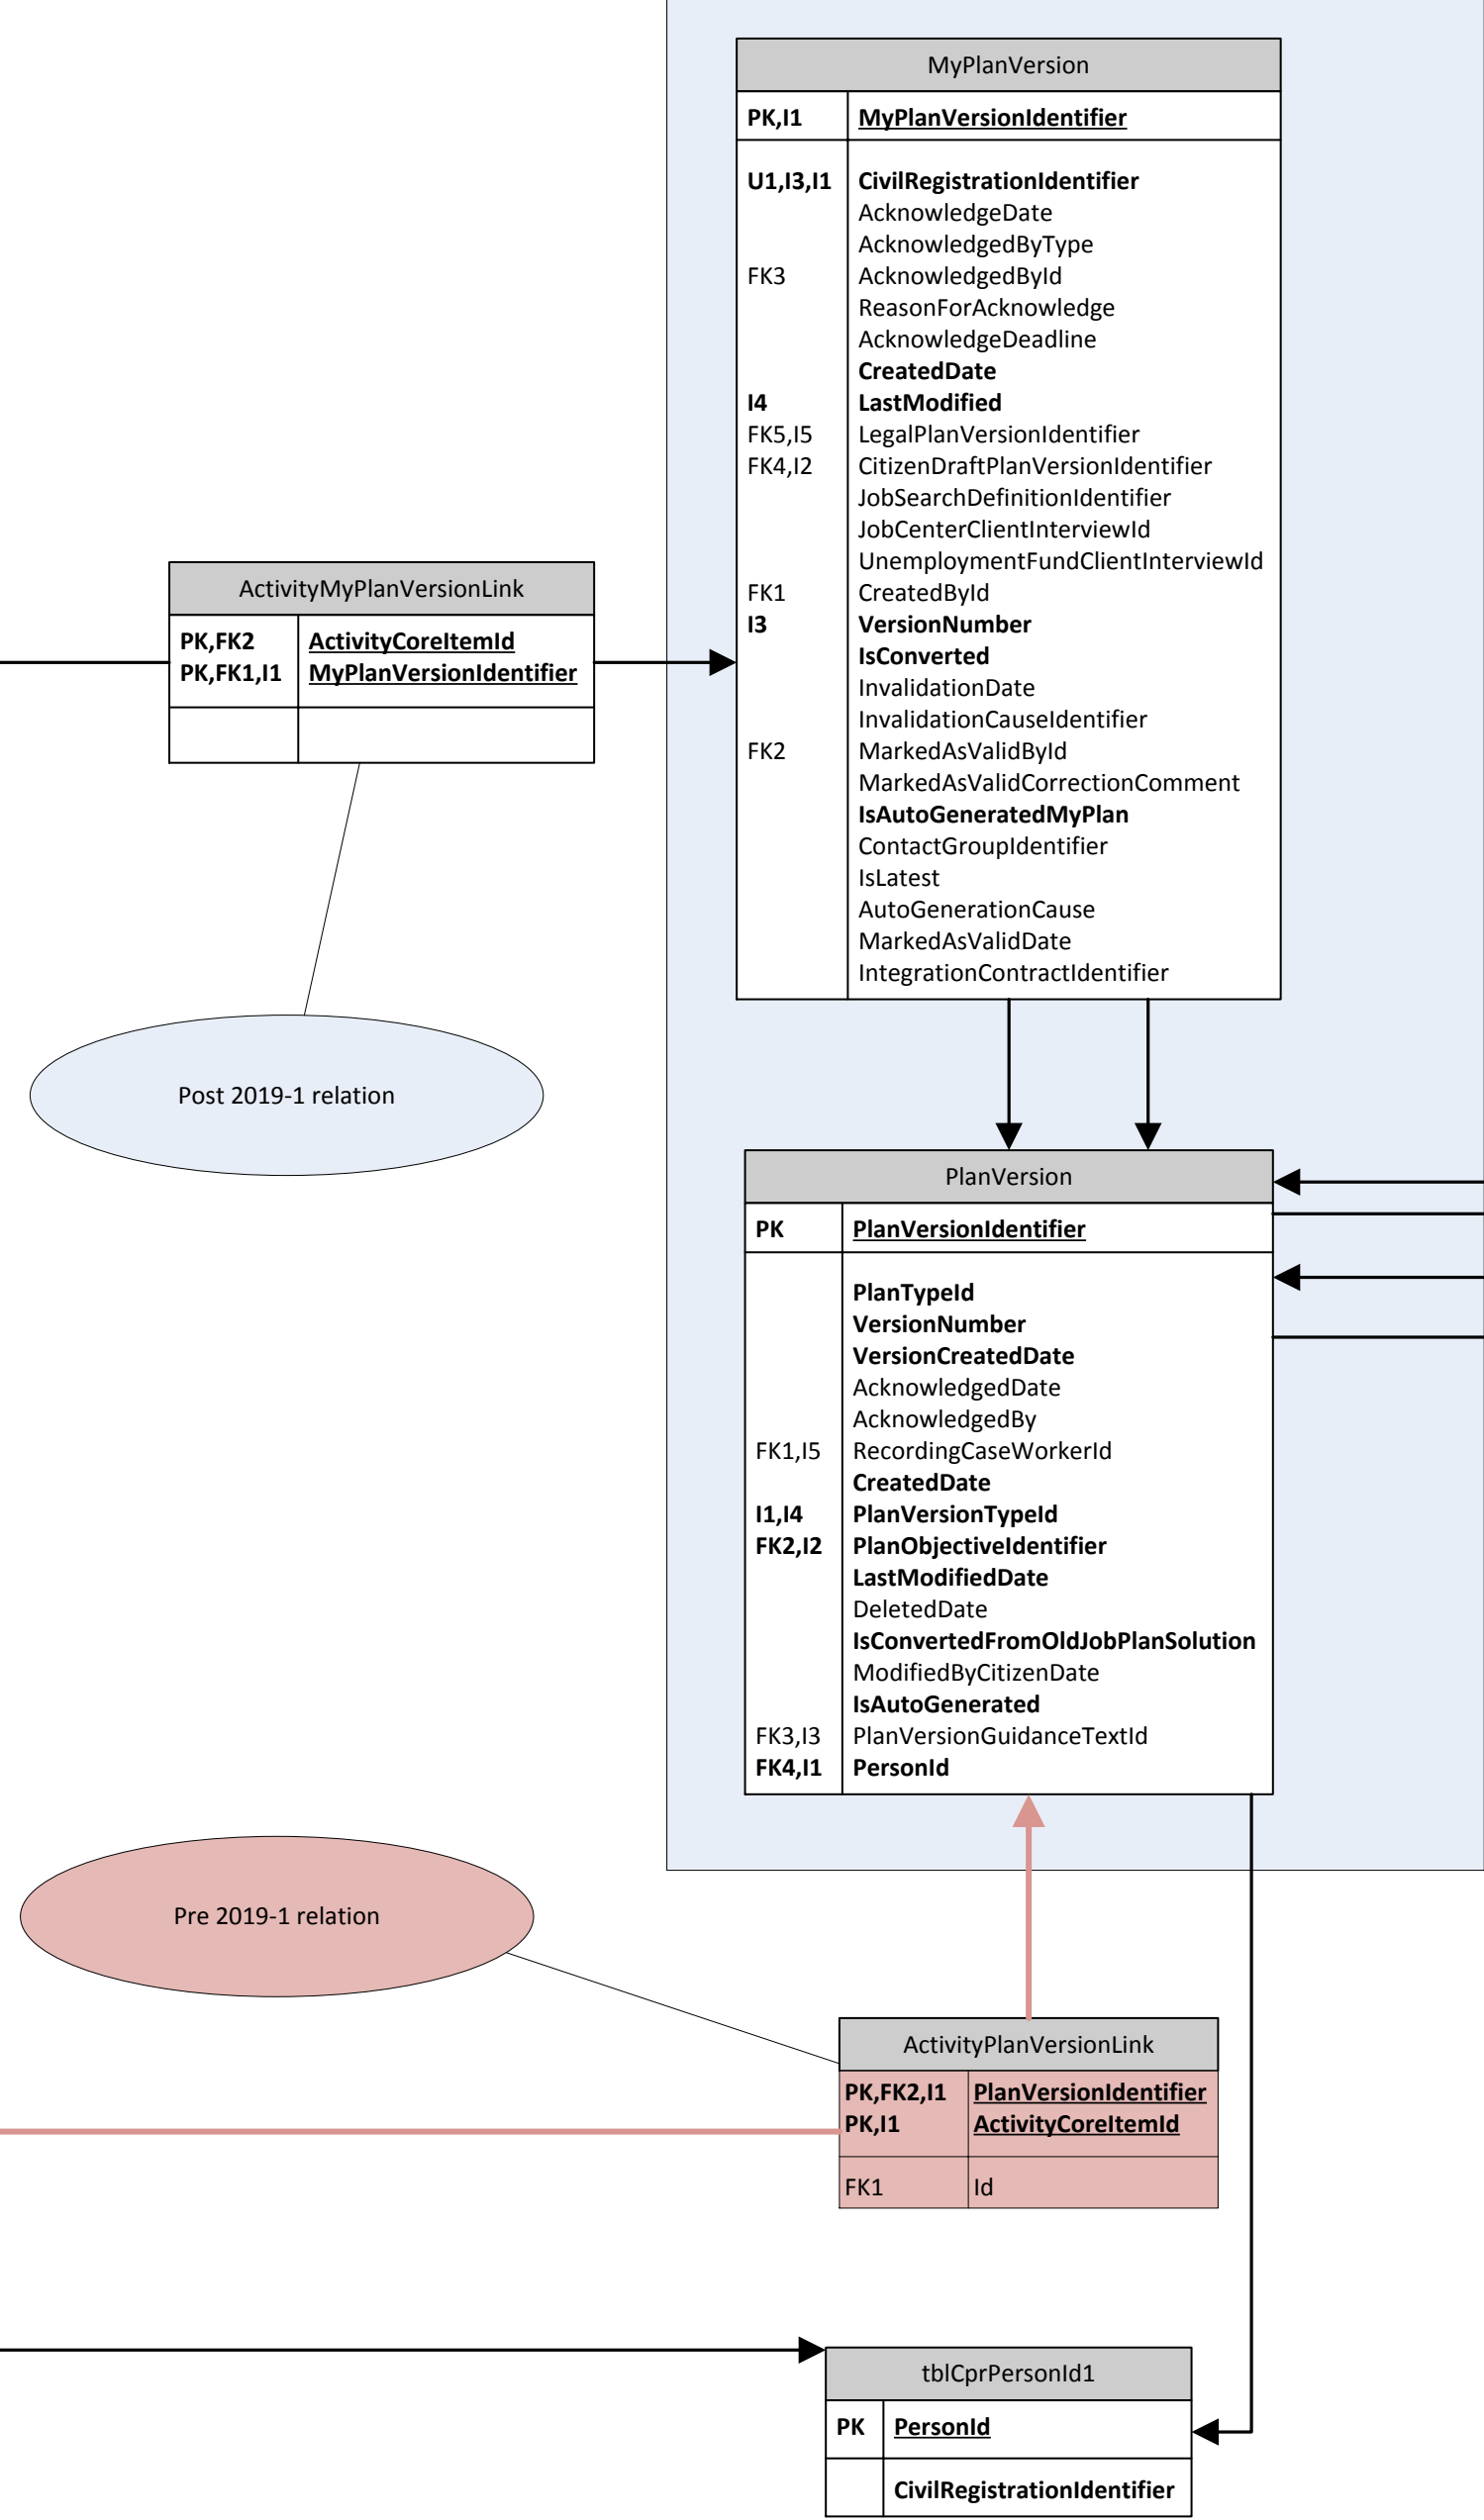 MyPlanVersion
PK,I1 MyPlanVersionIdentifier
U1,I3,I1 CivilRegistrationIdentifier
AcknowledgeDate
AcknowledgedByType
FK3 AcknowledgedById
ReasonForAcknowledge
AcknowledgeDeadline
CreatedDate
I4 LastModified
FK5,I5 LegalPlanVersionIdentifier
FK4,I2 CitizenDraftPlanVersionIdentifier
JobSearchDefinitionIdentifier
JobCenterClientInterviewId
UnemploymentFundClientInterviewId
FK1 CreatedById
I3 VersionNumber
IsConverted
InvalidationDate
InvalidationCauseIdentifier
FK2 MarkedAsValidById
MarkedAsValidCorrectionComment
IsAutoGeneratedMyPlan
ContactGroupIdentifier
IsLatest
AutoGenerationCause
MarkedAsValidDate
IntegrationContractIdentifier
ActivityMyPlanVersionLink
PK,FK2 ActivityCoreItemId
PK,FK1,I1 MyPlanVersionIdentifier
Post 2019-1 relation
PlanVersion
PK PlanVersionIdentifier
PlanTypeId
VersionNumber
VersionCreatedDate
AcknowledgedDate
AcknowledgedBy
FK1,I5 RecordingCaseWorkerId
CreatedDate
I1,I4 PlanVersionTypeId
FK2,I2 PlanObjectiveIdentifier
LastModifiedDate
DeletedDate
IsConvertedFromOldJobPlanSolution
ModifiedByCitizenDate
IsAutoGenerated
FK3,I3 PlanVersionGuidanceTextId
FK4,I1 PersonId
Pre 2019-1 relation
ActivityPlanVersionLink
PK,FK2,I1 PlanVersionIdentifier
PK,I1 ActivityCoreItemId
FK1 Id
tblCprPersonId1
PK PersonId
CivilRegistrationIdentifier